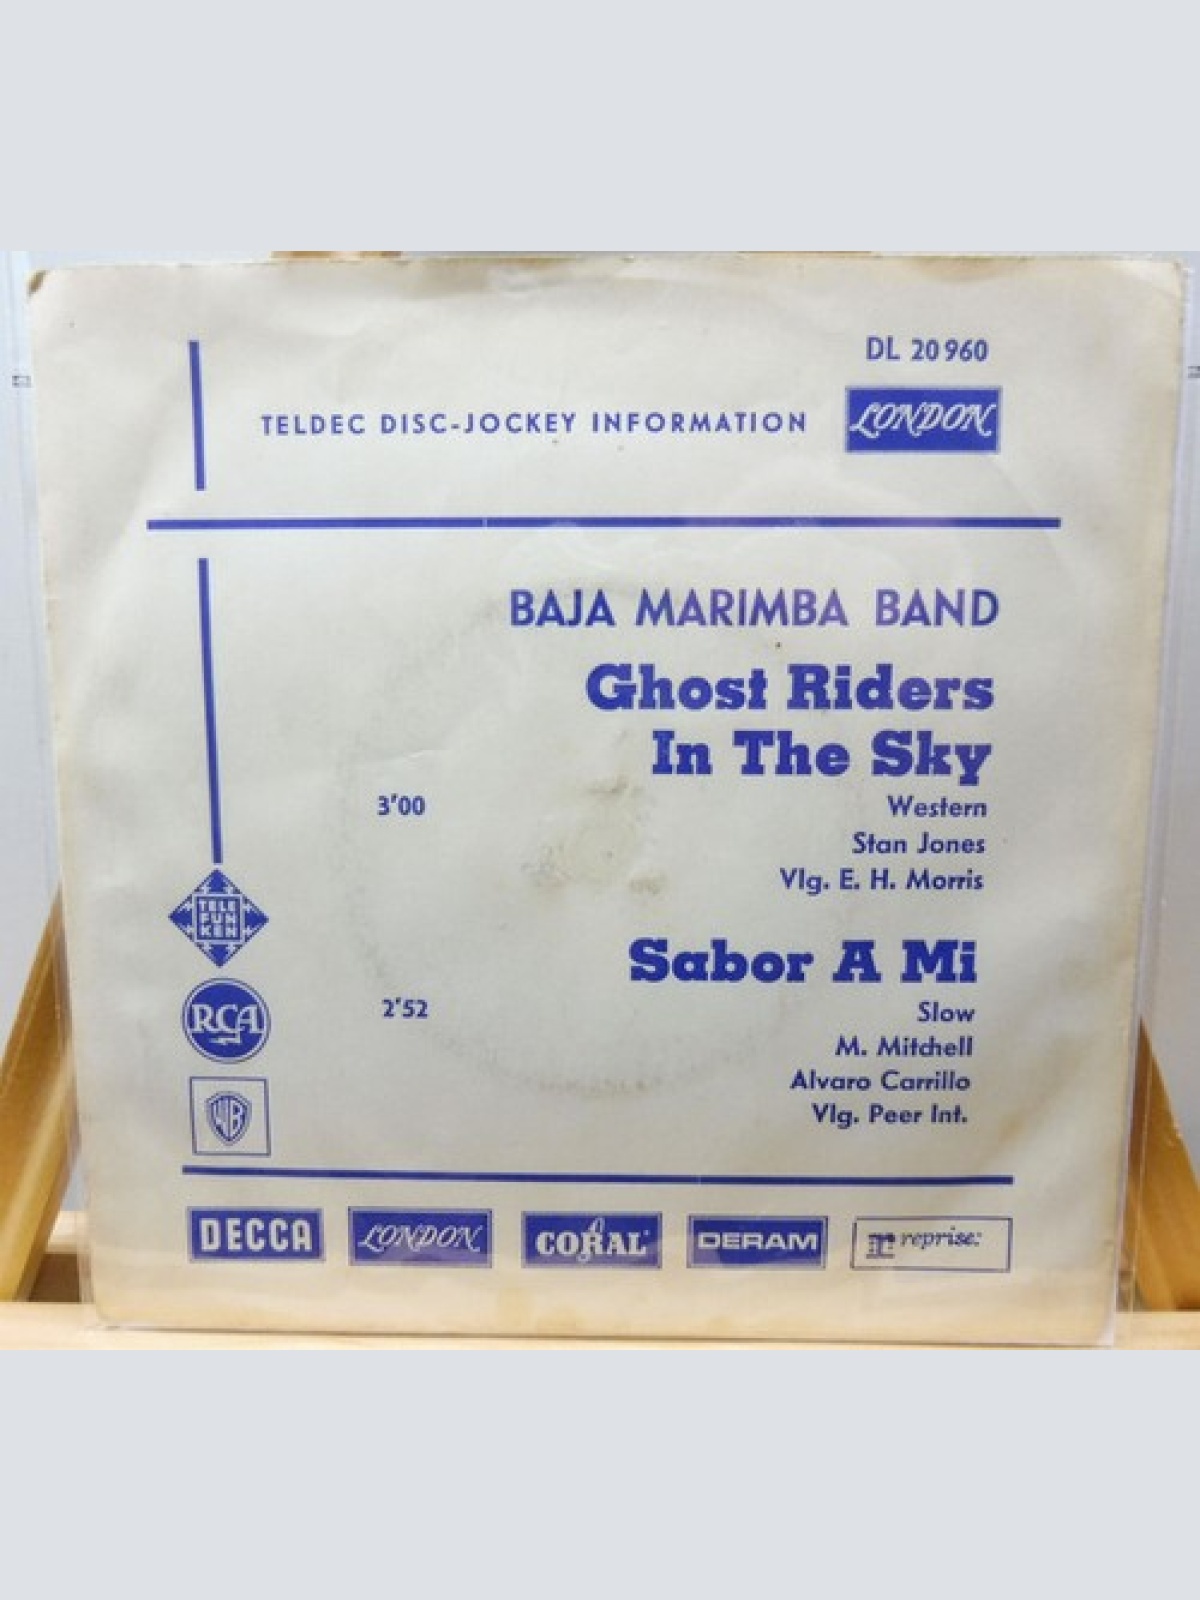 DL 20960
TELDEC DISC-JOCKEY INFORMATION
LONDON
BAJA MARIMBA BAND
Ghost Riders
In The Sky
3'00
Western
Stan Jones
Vlg. E. H. Morris
TELE
FUN
KEN
Sabor A Mi
2'52
Slow
RCA
M. Mitchell
Alvaro Carrillo
Vlg. Peer Int.
WB
DECCA
LONDON
CORAL
DERAM
r: reprise: